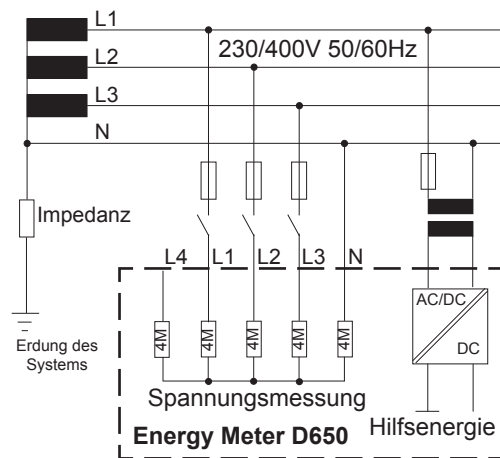 L1
230/400V 50/60Hz
L2
L3
N
Impedanz
L4 L1 L2 L3 N
Erdung des
Systems
4M 4M 4M 4M 4M
AC/DC
DC
Spannungsmessung
Hilfsenergie
Energy Meter D650